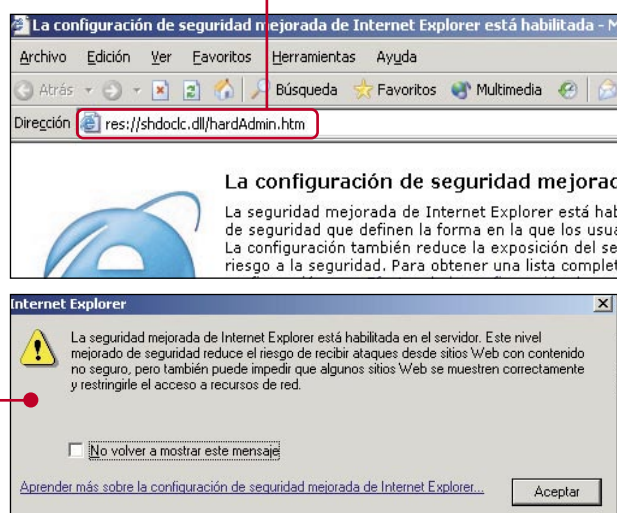 La configuración de seguridad mejorada de Internet Explorer está habilitada - M
Archivo Edición Ver Favoritos Herramientas Ayuda
Atrás Búsqueda Favoritos Multimedia
Dirección res://shdoclc.dll/hardAdmin.htm
La configuración de seguridad mejorad
La seguridad mejorada de Internet Explorer está hab
de seguridad que definen la forma en la que los usua
La configuración también reduce la exposición del se
riesgo a la seguridad. Para obtener una lista complet
Internet Explorer
La seguridad mejorada de Internet Explorer está habilitada en el servidor. Este nivel
mejorado de seguridad reduce el riesgo de recibir ataques desde sitios Web con contenido
no seguro, pero también puede impedir que algunos sitios Web se muestren correctamente
y restringirle el acceso a recursos de red.
No volver a mostrar este mensaje
Aprender más sobre la configuración de seguridad mejorada de Internet Explorer...
Aceptar